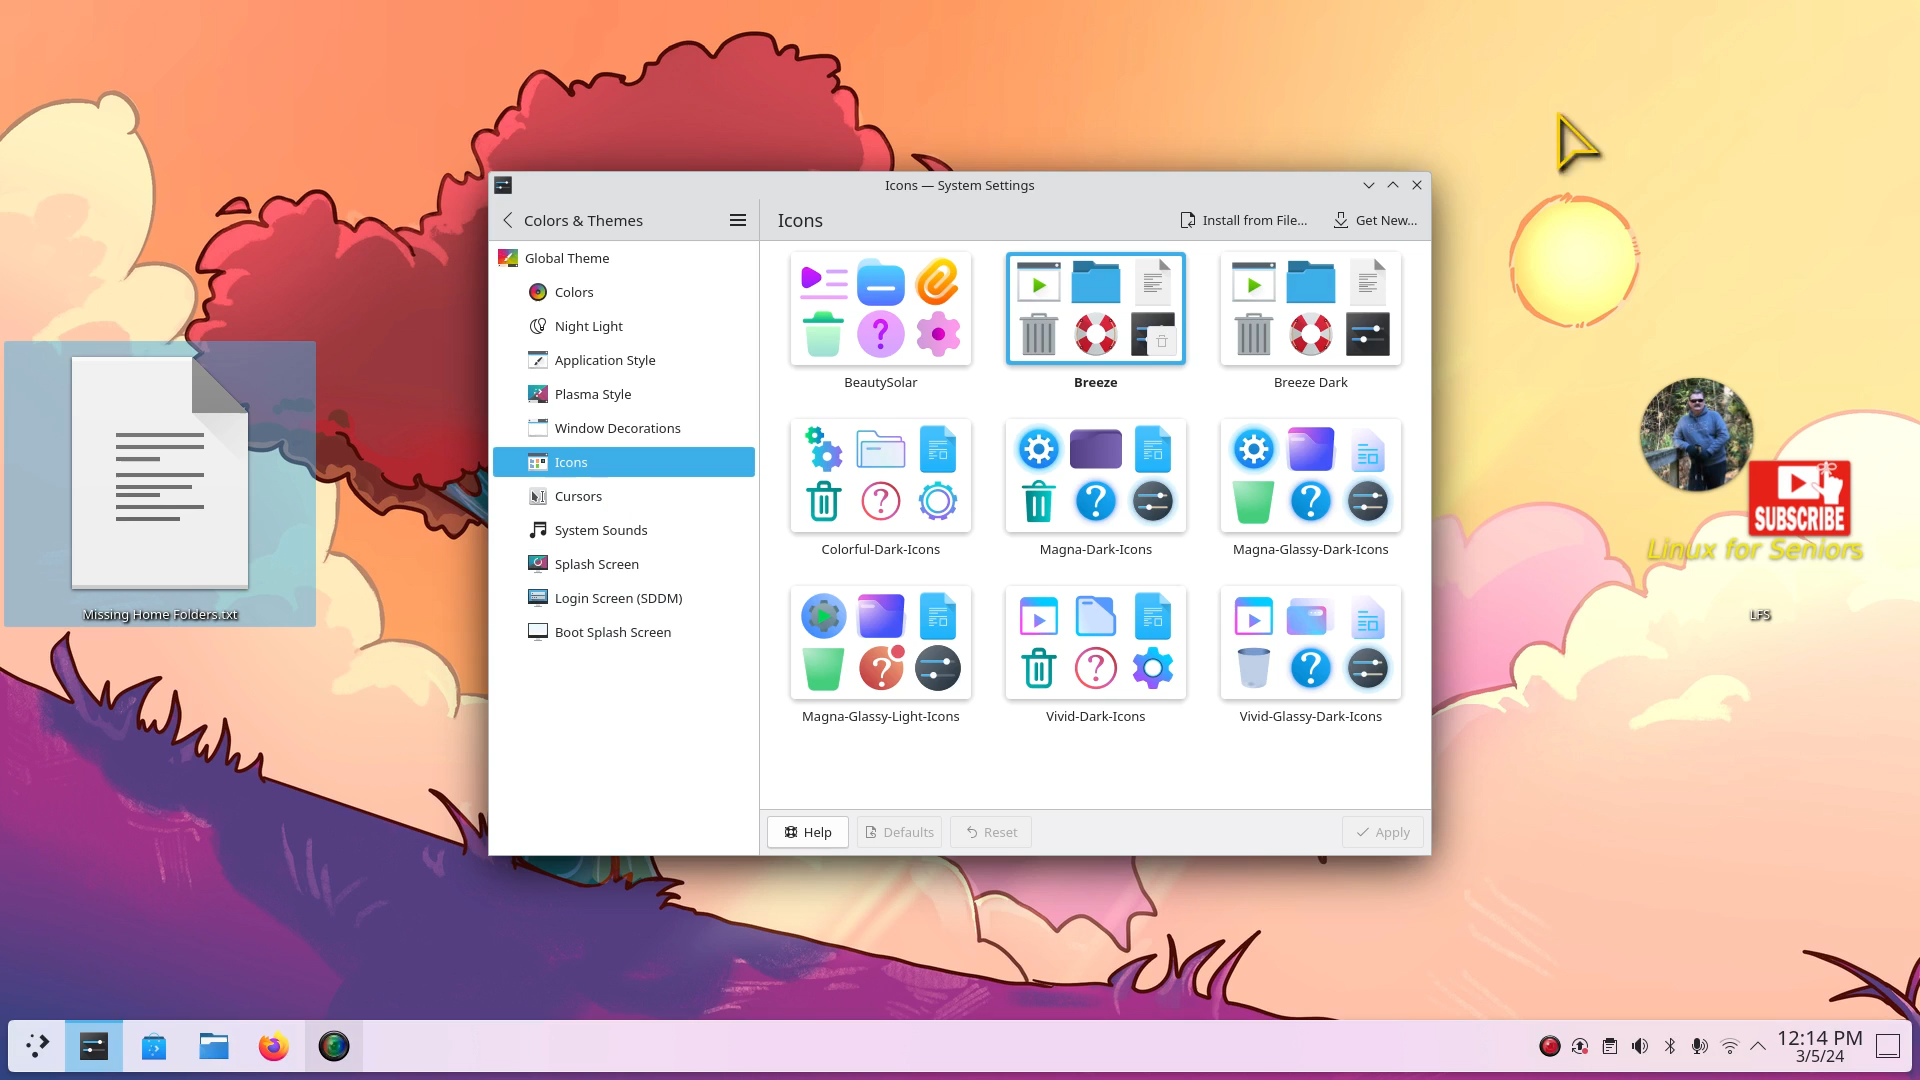 Icons — System Settings
Colors & Themes
Icons
Install from File...
Get New...
Global Theme
Colors
Night Light
Application Style
Plasma Style
Window Decorations
Icons
Cursors
System Sounds
Splash Screen
Login Screen (SDDM)
Boot Splash Screen
BeautySolar
Breeze
Breeze Dark
Colorful-Dark-Icons
Magna-Dark-Icons
Magna-Glassy-Dark-Icons
Magna-Glassy-Light-Icons
Vivid-Dark-Icons
Vivid-Glassy-Dark-Icons
Help
Defaults
Reset
Apply
Missing Home Folders.txt
SUBSCRIBE
Linux for Seniors
LFS
12:14 PM
3/5/24